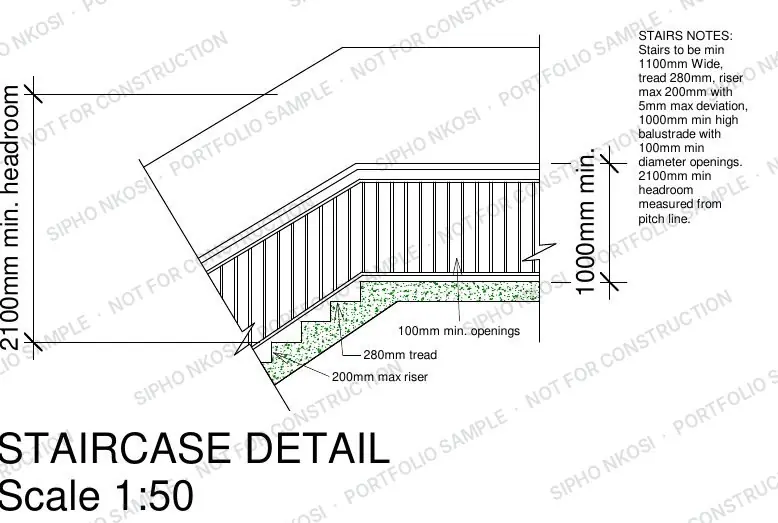 STAIRS NOTES:
Stairs to be min
1100mm Wide,
tread 280mm, riser
max 200mm with
5mm max deviation,
1000mm min high
balustrade with
100mm min
diameter openings.
2100mm min
headroom
measured from
pitch line.
2100mm min. headroom
1000mm min.
100mm min. openings
280mm tread
200mm max riser
STAIRCASE DETAIL
Scale 1:50
SIPHO NKOSI · PORTFOLIO SAMPLE · NOT FOR CONSTRUCTION